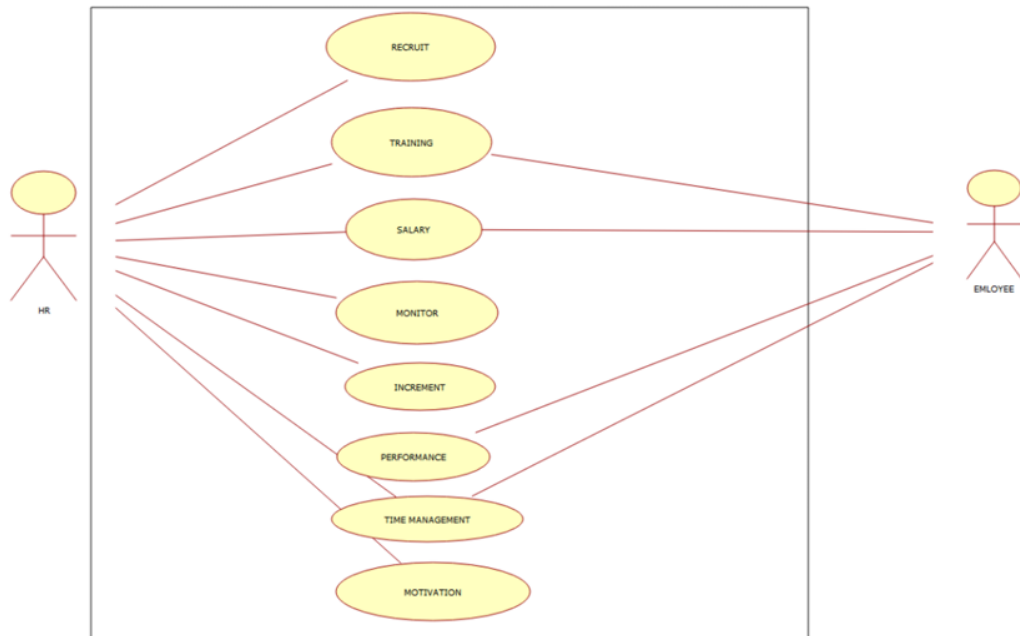 RECRUIT
TRAINING
SALARY
MONITOR
INCREMENT
PERFORMANCE
TIME MANAGEMENT
MOTIVATION
HR
EMLOYEE